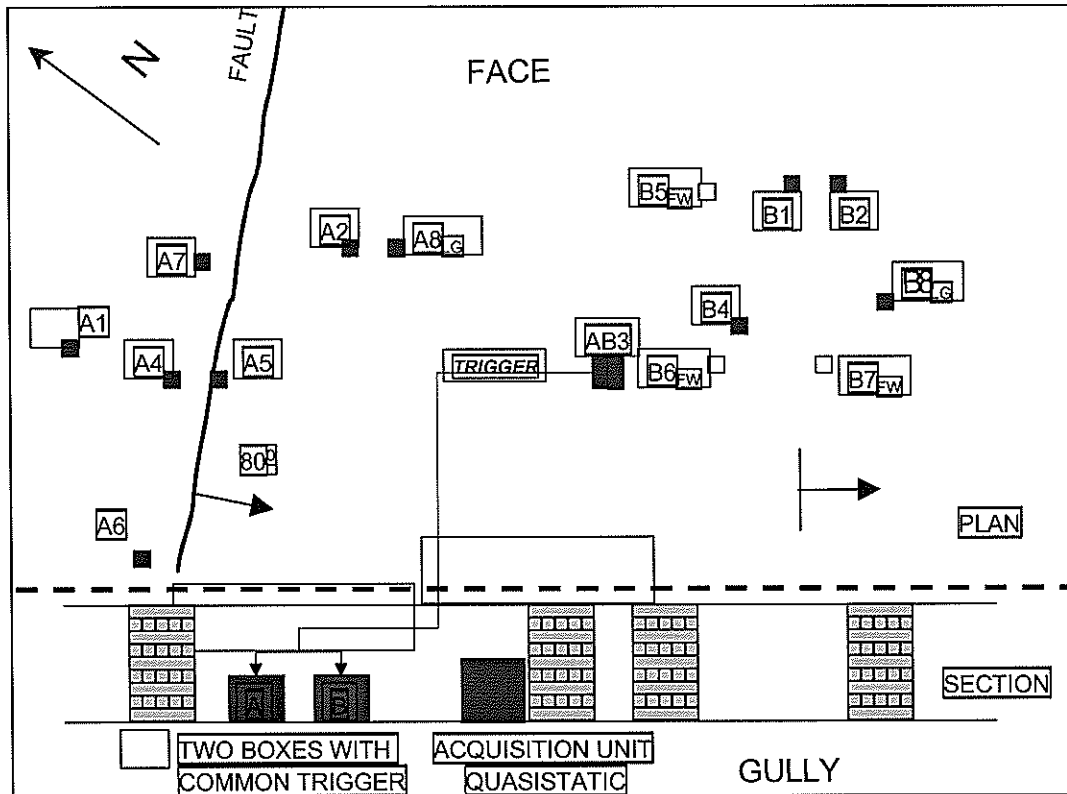 N
FAULT
FACE
B5 FW
B1
B2
A2
A8 LG
A7
B8 LG
A1
B4
AB3
A4
A5
TRIGGER
B6 FW
B7 FW
80
A6
PLAN
SECTION
A
TWO BOXES WITH
COMMON TRIGGER
ACQUISITION UNIT
QUASISTATIC
GULLY